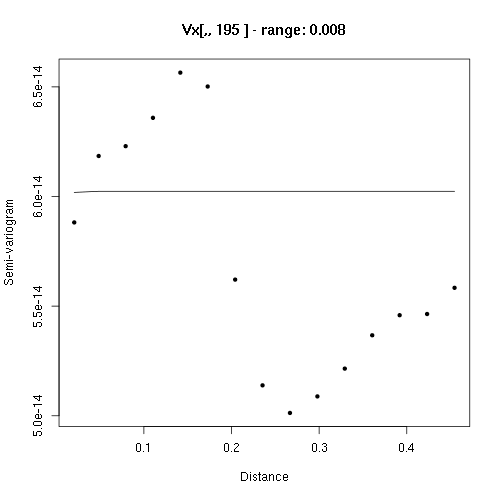 Vx[,, 195 ] - range: 0.008
6.5e-14
6.0e-14
5.5e-14
5.0e-14
Semi-variogram
0.1 0.2 0.3 0.4
Distance